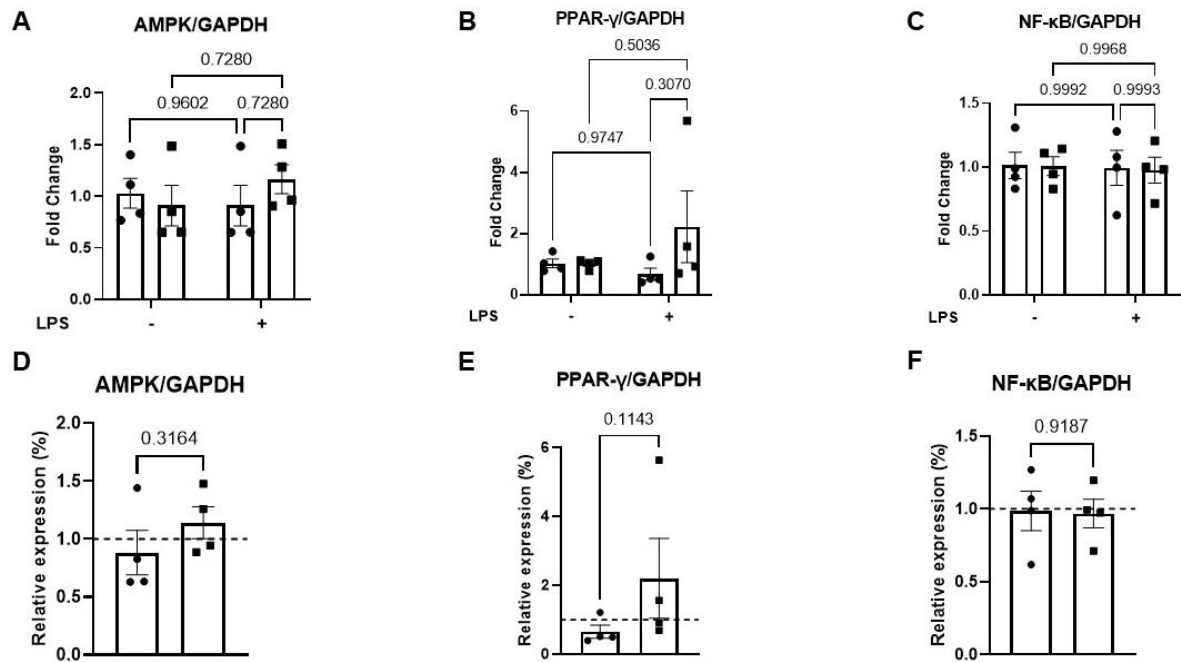 A
AMPK/GAPDH
0.7280
0.9602
0.7280
Fold Change
2.0
1.5
1.0
0.5
0.0
LPS
-
+
B
PPAR-γ/GAPDH
0.5036
0.3070
0.9747
Fold Change
6
4
2
0
LPS
-
+
C
NF-κB/GAPDH
0.9968
0.9992
0.9993
Fold Change
1.5
1.0
0.5
0.0
LPS
-
+
D
AMPK/GAPDH
0.3164
Relative expression (%)
2.0
1.5
1.0
0.5
0.0
E
PPAR-γ/GAPDH
0.1143
Relative expression (%)
6
4
2
0
F
NF-κB/GAPDH
0.9187
Relative expression (%)
1.5
1.0
0.5
0.0